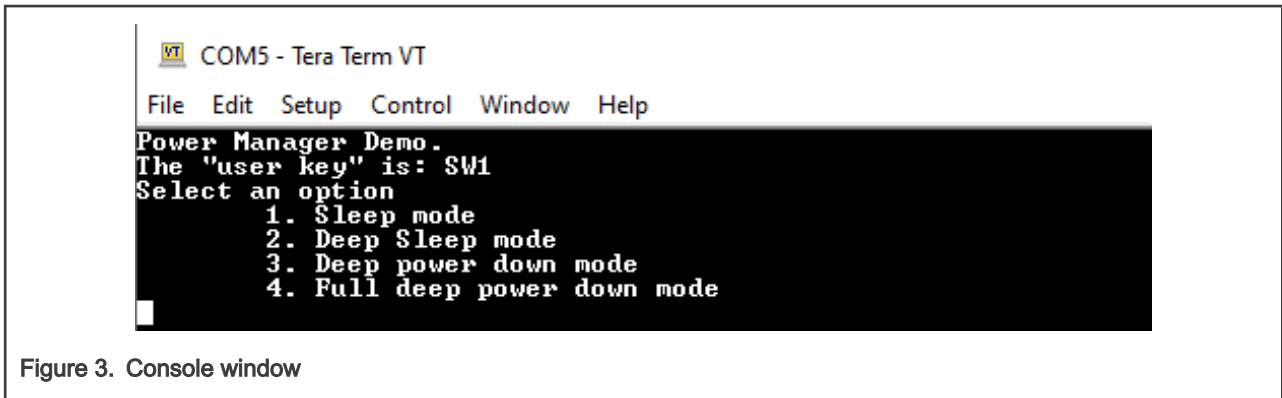 COM5 - Tera Term VT
File Edit Setup Control Window Help
Power Manager Demo.
The "user key" is: SW1
Select an option
1. Sleep mode
2. Deep Sleep mode
3. Deep power down mode
4. Full deep power down mode
Figure 3. Console window